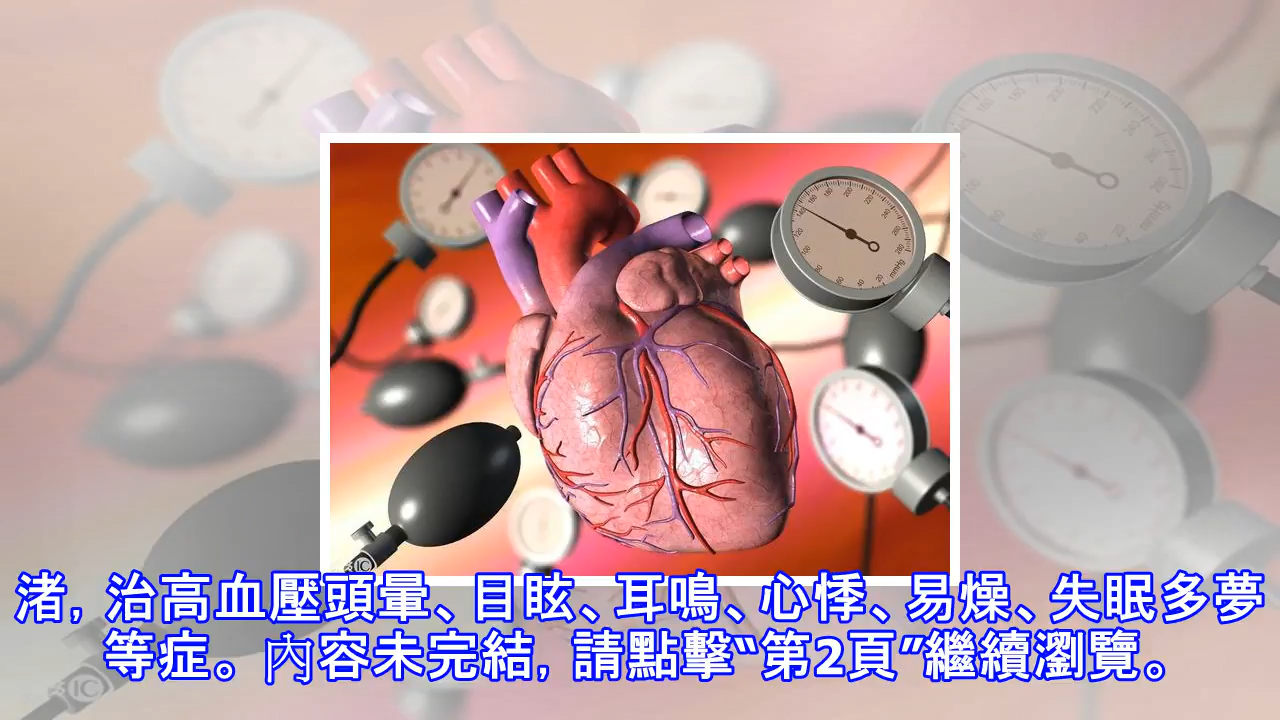 渚，治高血壓頭暈、目眩、耳鳴、心悸、易燥、失眠多夢
等症。內容未完結，請點擊“第2頁”繼續瀏覽。